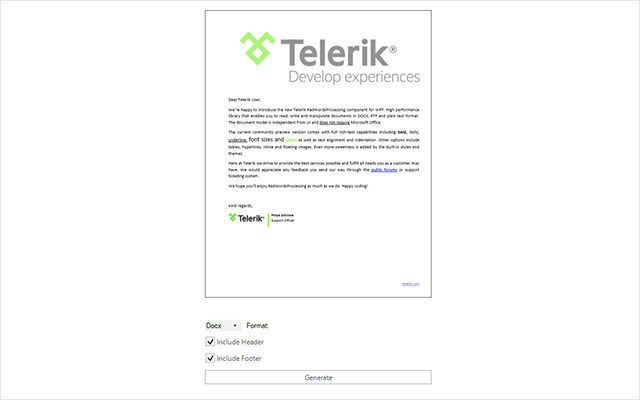 Telerik®
Develop experiences
Dear Telerik User,
We're happy to introduce the new Telerik RadWordsProcessing component for WPF. High performance
library that enables you to read, write and manipulate documents in DOCX, RTF and plain text format.
The document model is independent from UI and does not require Microsoft Office.
The current community preview version comes with full rich-text capabilities including bold, italic,
underline, font sizes and colors as well as text alignment and indentation. Other options include
tables, hyperlinks, inline and floating images. Even more sweetness is added by the built-in styles and
themes.
Here at Telerik we strive to provide the best services possible and fulfill all needs you as a customer may
have. We would appreciate any feedback you send our way through the public forums or support
ticketing system.
We hope you'll enjoy RadWordsProcessing as much as we do. Happy coding!
Kind regards,
Telerik®
Petya Sotirova
Support Officer
telerik.com
Docx Format:
Include Header
Include Footer
Generate